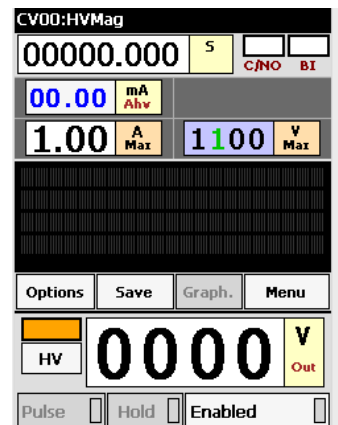 CV00:HVMag
00000.000 S C/NO BI
00.00 mA Ahv
1.00 A Max 1100 V Max
Options Save Graph. Menu
HV 0000 V Out
Pulse Hold Enabled